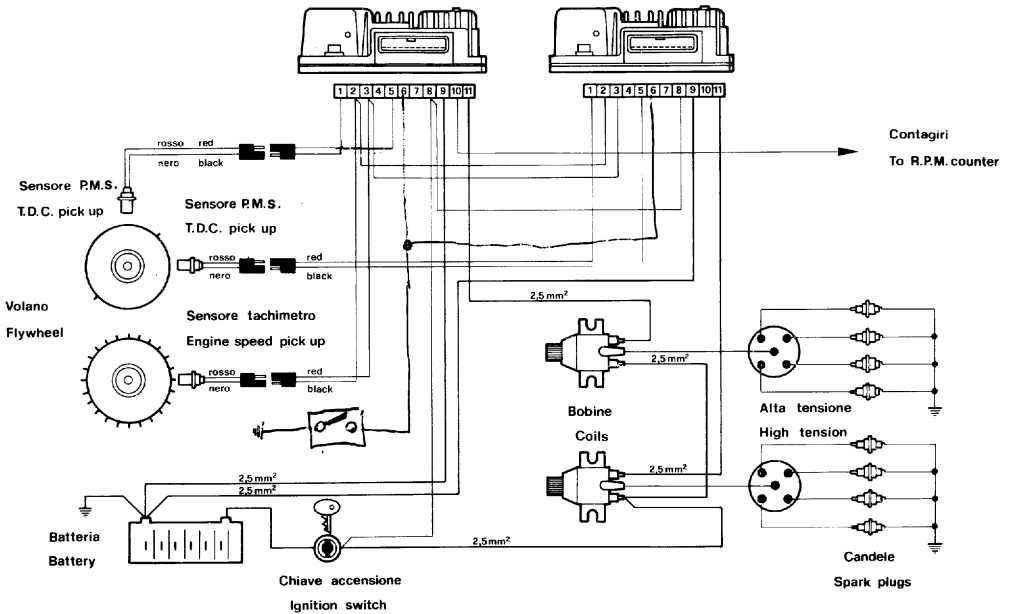 1 2 3 4 5 6 7 8 9 10 11
1 2 3 4 5 6 7 8 9 10 11
rosso red
nero black
Contagiri
To R.P.M. counter
Sensore P.M.S.
T.D.C. pick up
Sensore P.M.S.
T.D.C. pick up
rosso red
nero black
Volano
Flywheel
2,5 mm²
Sensore tachimetro
Engine speed pick up
2,5 mm²
rosso red
nero black
Bobine
Coils
Alta tensione
High tension
2,5 mm²
2,5 mm²
2,5 mm²
Batteria
Battery
2,5 mm²
Chiave accensione
Ignition switch
Candele
Spark plugs